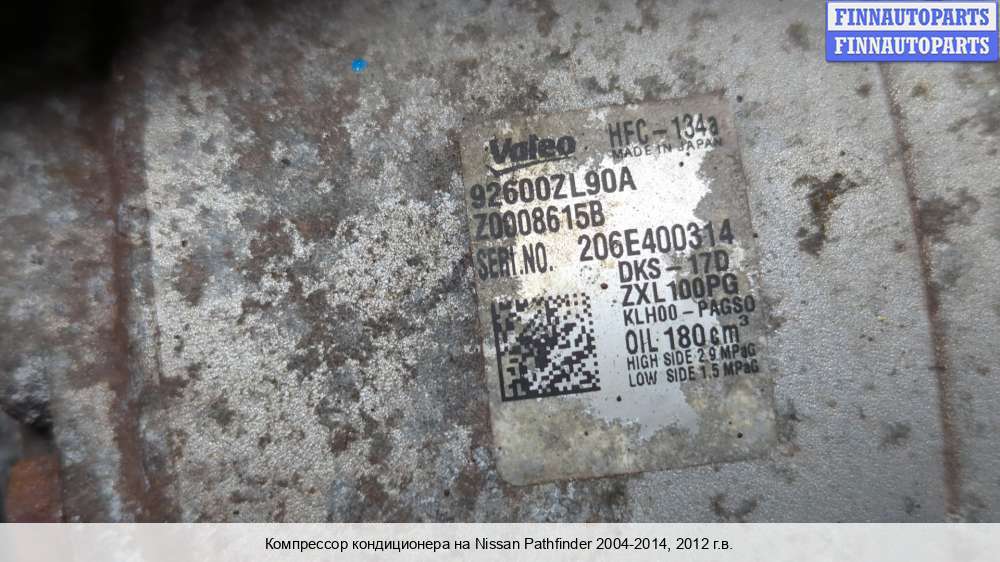 FINNAUTOPARTS
FINNAUTOPARTS
Valeo HFC-134a
MADE IN JAPAN
92600ZL90A
Z0008615B
SERI.NO. 206E400314
DKS-17D
ZXL100PG
KLH00-PAGS0
OIL 180cm³
HIGH SIDE 2.9 MPaG
LOW SIDE 1.5 MPaG
Компрессор кондиционера на Nissan Pathfinder 2004-2014, 2012 г.в.